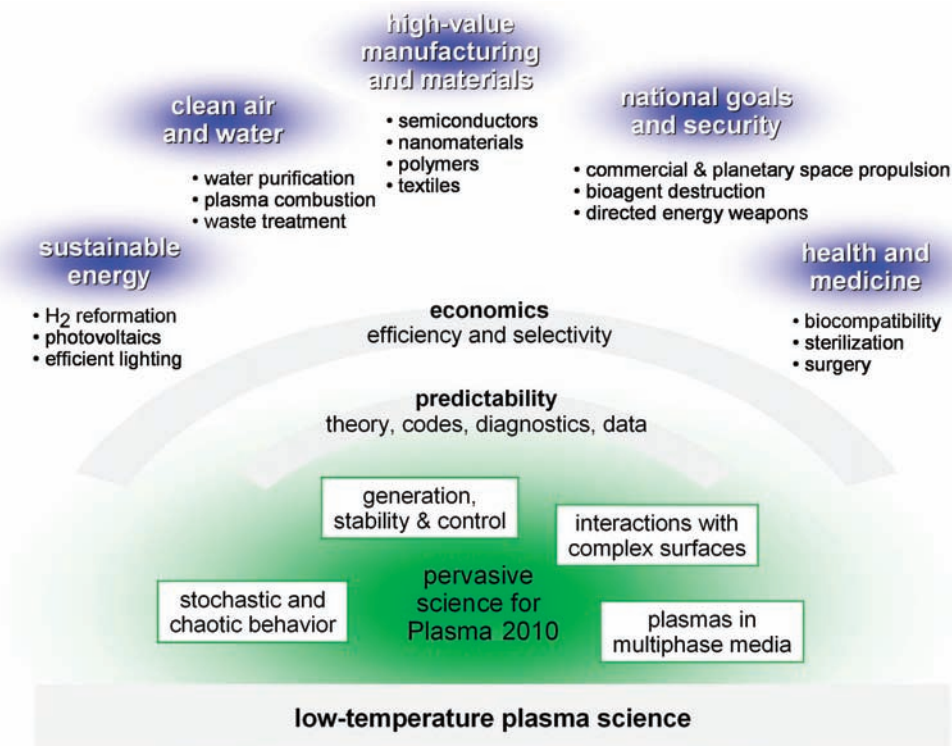 high-value
manufacturing
and materials
• semiconductors
• nanomaterials
• polymers
• textiles
clean air
and water
• water purification
• plasma combustion
• waste treatment
national goals
and security
• commercial & planetary space propulsion
• bioagent destruction
• directed energy weapons
sustainable
energy
• H2 reformation
• photovoltaics
• efficient lighting
health and
medicine
• biocompatibility
• sterilization
• surgery
economics
efficiency and selectivity
predictability
theory, codes, diagnostics, data
generation,
stability & control
interactions with
complex surfaces
stochastic and
chaotic behavior
pervasive
science for
Plasma 2010
plasmas in
multiphase media
low-temperature plasma science